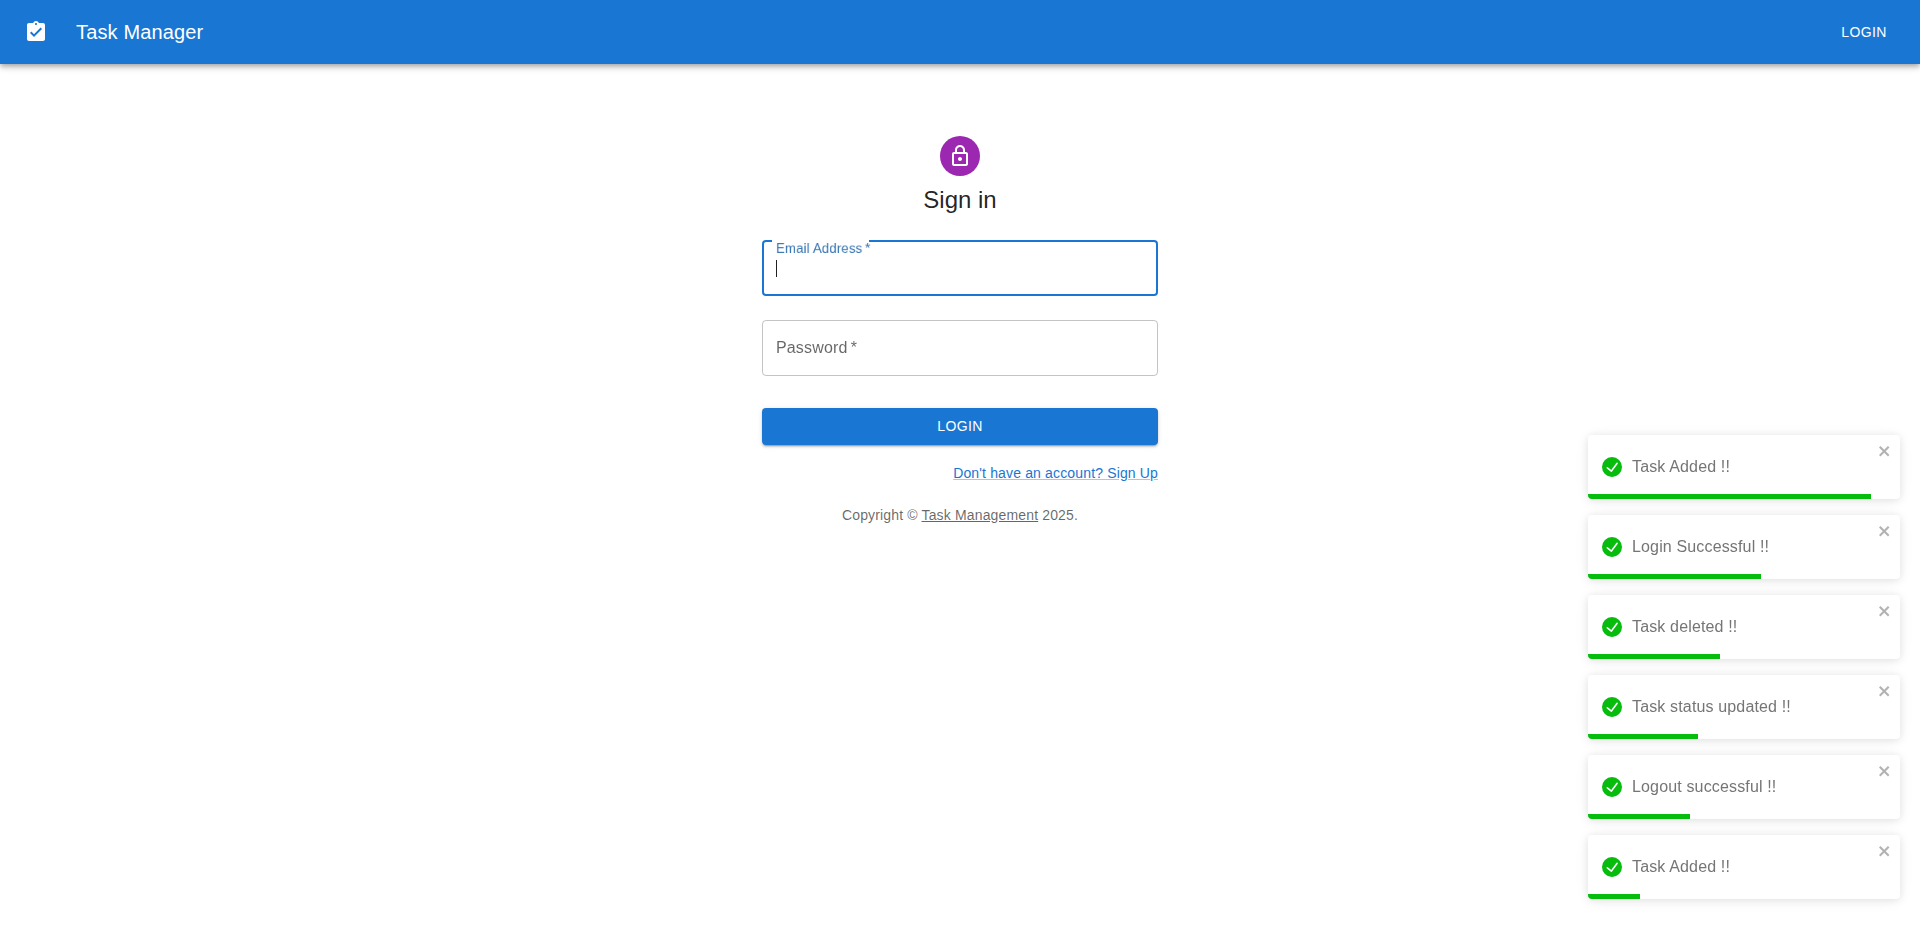 Task Manager
LOGIN
Sign in
Email Address *
Password *
LOGIN
Don't have an account? Sign Up
Copyright © Task Management 2025.
Task Added !!
Login Successful !!
Task deleted !!
Task status updated !!
Logout successful !!
Task Added !!